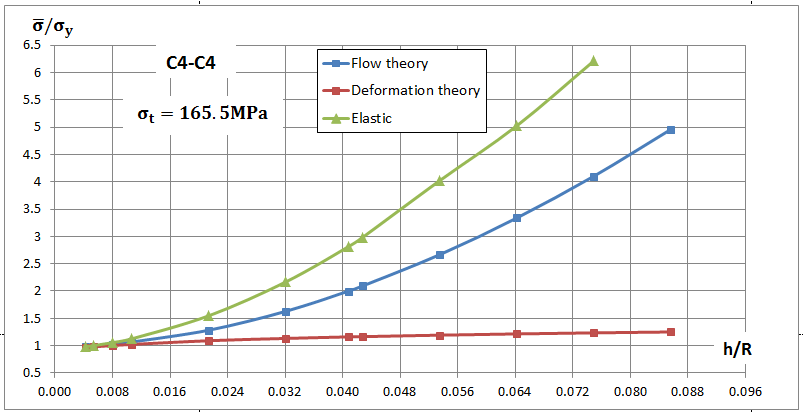 σ̅/σy
6.5
6
5.5
5
4.5
4
3.5
3
2.5
2
1.5
1
0.5
C4-C4
σt = 165.5MPa
Flow theory
Deformation theory
Elastic
h/R
0.000 0.008 0.016 0.024 0.032 0.040 0.048 0.056 0.064 0.072 0.080 0.088 0.096